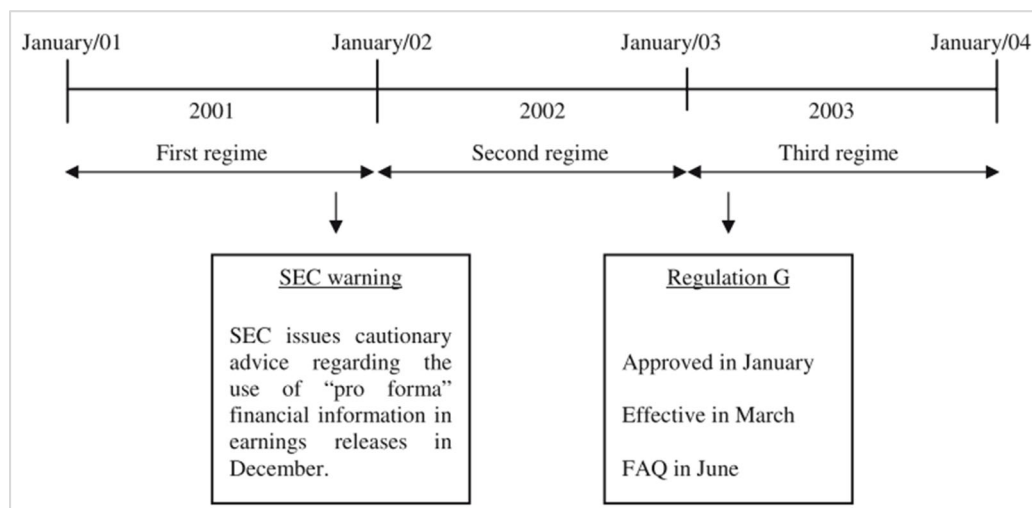 January/01 January/02 January/03 January/04
2001 2002 2003
First regime Second regime Third regime
SEC warning
SEC issues cautionary
advice regarding the
use of “pro forma”
financial information in
earnings releases in
December.
Regulation G
Approved in January
Effective in March
FAQ in June